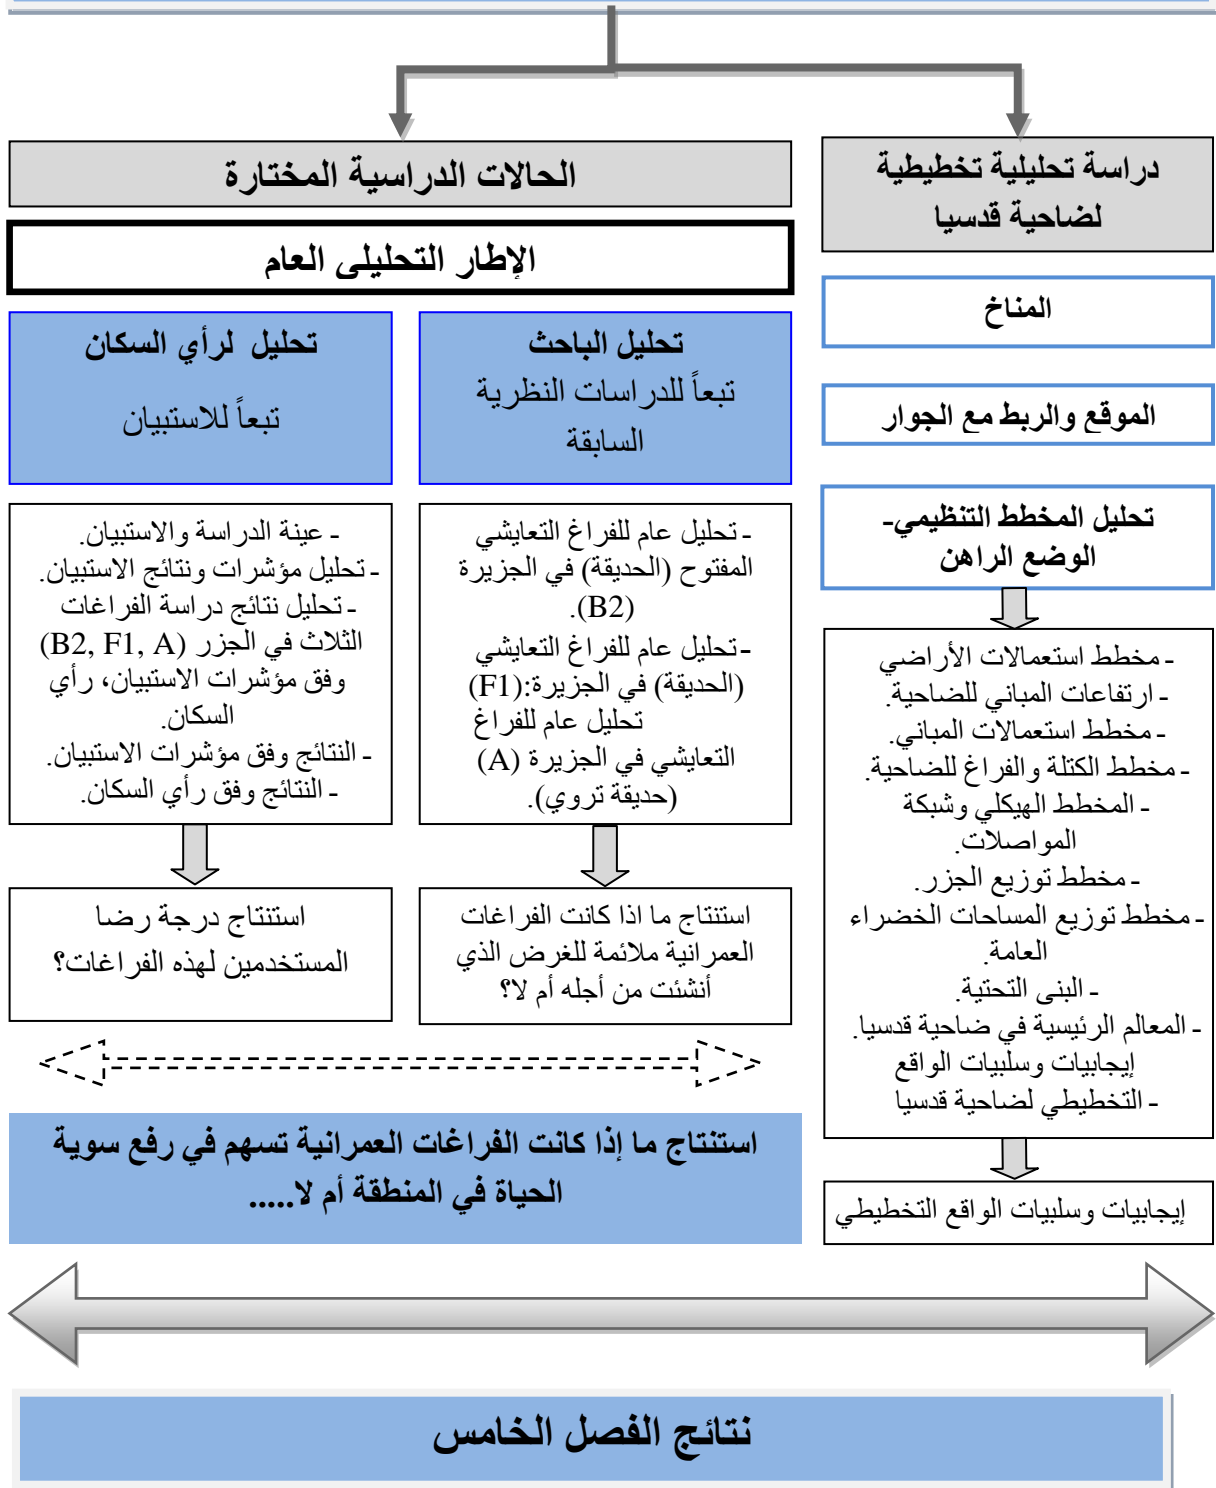 دراسة تحليلية تخطيطية
لضاحية قدسيا
المناخ
الموقع والربط مع الجوار
تحليل المخطط التنظيمي-
الوضع الراهن
- مخطط استعمالات الأراضي
- ارتفاعات المباني للضاحية.
- مخطط استعمالات المباني.
- مخطط الكتلة والفراغ للضاحية.
- المخطط الهيكلي وشبكة
المواصلات.
- مخطط توزيع الجزر.
- مخطط توزيع المساحات الخضراء
العامة.
- البنى التحتية.
- المعالم الرئيسية في ضاحية قدسيا.
إيجابيات وسلبيات الواقع
- التخطيطي لضاحية قدسيا
إيجابيات وسلبيات الواقع التخطيطي
الحالات الدراسية المختارة
الإطار التحليلي العام
تحليل الباحث
تبعاً للدراسات النظرية
السابقة
- تحليل عام للفراغ التعايشي
المفتوح (الحديقة) في الجزيرة
(B2).
- تحليل عام للفراغ التعايشي
(الحديقة) في الجزيرة:(F1)
تحليل عام للفراغ
التعايشي في الجزيرة (A)
(حديقة تروي).
استنتاج ما اذا كانت الفراغات
العمرانية ملائمة للغرض الذي
أنشئت من أجله أم لا؟
تحليل لرأي السكان
تبعاً للاستبيان
- عينة الدراسة والاستبيان.
- تحليل مؤشرات ونتائج الاستبيان.
- تحليل نتائج دراسة الفراغات
الثلاث في الجزر (B2, F1, A)
وفق مؤشرات الاستبيان، رأي
السكان.
- النتائج وفق مؤشرات الاستبيان.
- النتائج وفق رأي السكان.
استنتاج درجة رضا
المستخدمين لهذه الفراغات؟
استنتاج ما إذا كانت الفراغات العمرانية تسهم في رفع سوية
الحياة في المنطقة أم لا.....
نتائج الفصل الخامس